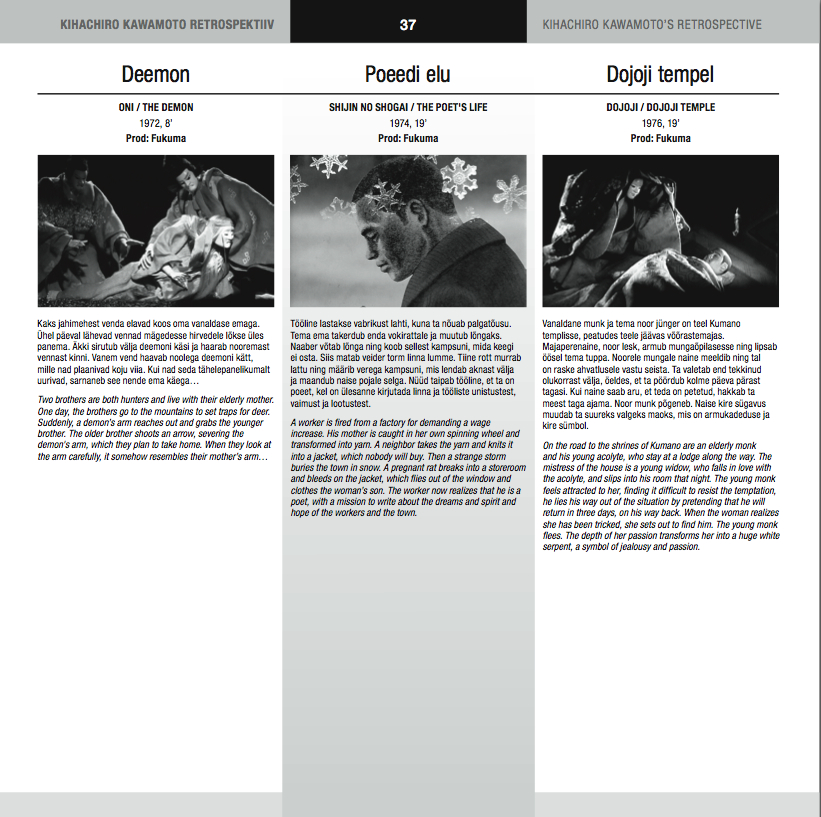 KIHACHIRO KAWAMOTO RETROSPEKTIIV
37
KIHACHIRO KAWAMOTO'S RETROSPECTIVE
Deemon
ONI / THE DEMON
1972, 8'
Prod: Fukuma
Kaks jahimehest venda elavad koos oma vanaldase emaga.
Ühel päeval lähevad vennad mägedesse hirvedele lõkse üles
panema. Äkki sirutub välja deemoni käsi ja haarab nooremast
vennast kinni. Vanem vend haavab noolega deemoni kätt,
mille nad plaanivad koju viia. Kui nad seda tähelepanelikumalt
uurivad, sarnaneb see nende ema käega…
Two brothers are both hunters and live with their elderly mother.
One day, the brothers go to the mountains to set traps for deer.
Suddenly, a demon's arm reaches out and grabs the younger
brother. The older brother shoots an arrow, severing the
demon's arm, which they plan to take home. When they look at
the arm carefully, it somehow resembles their mother's arm…
Poeedi elu
SHIJIN NO SHOGAI / THE POET'S LIFE
1974, 19'
Prod: Fukuma
Tööline lastakse vabrikust lahti, kuna ta nõuab palgatõusu.
Tema ema takerdub enda vokirattale ja muutub lõngaks.
Naaber võtab lõnga ning koob sellest kampsuni, mida keegi
ei osta. Siis matab veider torm linna lumme. Tiine rott murrab
lattu ning määrib verega kampsuni, mis lendab aknast välja
ja maandub naise pojale selga. Nüüd taipab tööline, et ta on
poeet, kel on ülesanne kirjutada linna ja tööliste unistustest,
vaimust ja lootustest.
A worker is fired from a factory for demanding a wage
increase. His mother is caught in her own spinning wheel and
transformed into yarn. A neighbor takes the yarn and knits it
into a jacket, which nobody will buy. Then a strange storm
buries the town in snow. A pregnant rat breaks into a storeroom
and bleeds on the jacket, which flies out of the window and
clothes the woman's son. The worker now realizes that he is a
poet, with a mission to write about the dreams and spirit and
hope of the workers and the town.
Dojoji tempel
DOJOJI / DOJOJI TEMPLE
1976, 19'
Prod: Fukuma
Vanaldane munk ja tema noor jünger on teel Kumano
templisse, peatudes teele jäävas võõrastemajas.
Majaperenaine, noor lesk, armub mungaõpilasesse ning lipsab
öösel tema tuppa. Noorele mungale naine meeldib ning tal
on raske ahvatlusele vastu seista. Ta valetab end tekkinud
olukorrast välja, öeldes, et ta pöördub kolme päeva pärast
tagasi. Kui naine saab aru, et teda on petetud, hakkab ta
meest taga ajama. Noor munk põgeneb. Naise kire sügavus
muudab ta suureks valgeks maoks, mis on armukadeduse ja
kire sümbol.
On the road to the shrines of Kumano are an elderly monk
and his young acolyte, who stay at a lodge along the way. The
mistress of the house is a young widow, who falls in love with
the acolyte, and slips into his room that night. The young monk
feels attracted to her, finding it difficult to resist the temptation,
he lies his way out of the situation by pretending that he will
return in three days, on his way back. When the woman realizes
she has been tricked, she sets out to find him. The young monk
flees. The depth of her passion transforms her into a huge white
serpent, a symbol of jealousy and passion.